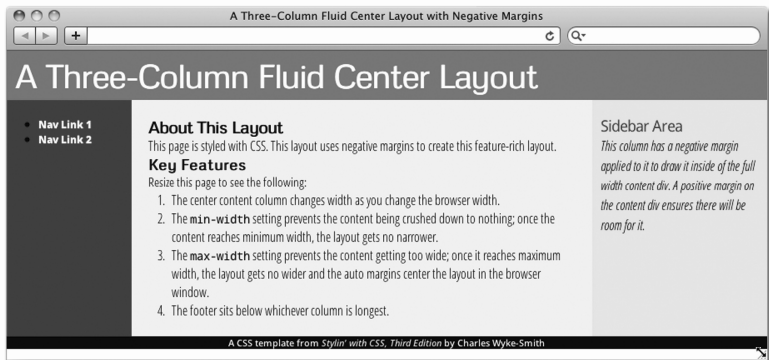 A Three-Column Fluid Center Layout with Negative Margins
A Three-Column Fluid Center Layout
Nav Link 1
Nav Link 2
About This Layout
This page is styled with CSS. This layout uses negative margins to create this feature-rich layout.
Key Features
Resize this page to see the following:
1. The center content column changes width as you change the browser width.
2. The min-width setting prevents the content being crushed down to nothing; once the
content reaches minimum width, the layout gets no narrower.
3. The max-width setting prevents the content getting too wide; once it reaches maximum
width, the layout gets no wider and the auto margins center the layout in the browser
window.
4. The footer sits below whichever column is longest.
Sidebar Area
This column has a negative margin
applied to it to draw it inside of the full
width content div. A positive margin on
the content div ensures there will be
room for it.
A CSS template from Stylin' with CSS, Third Edition by Charles Wyke-Smith